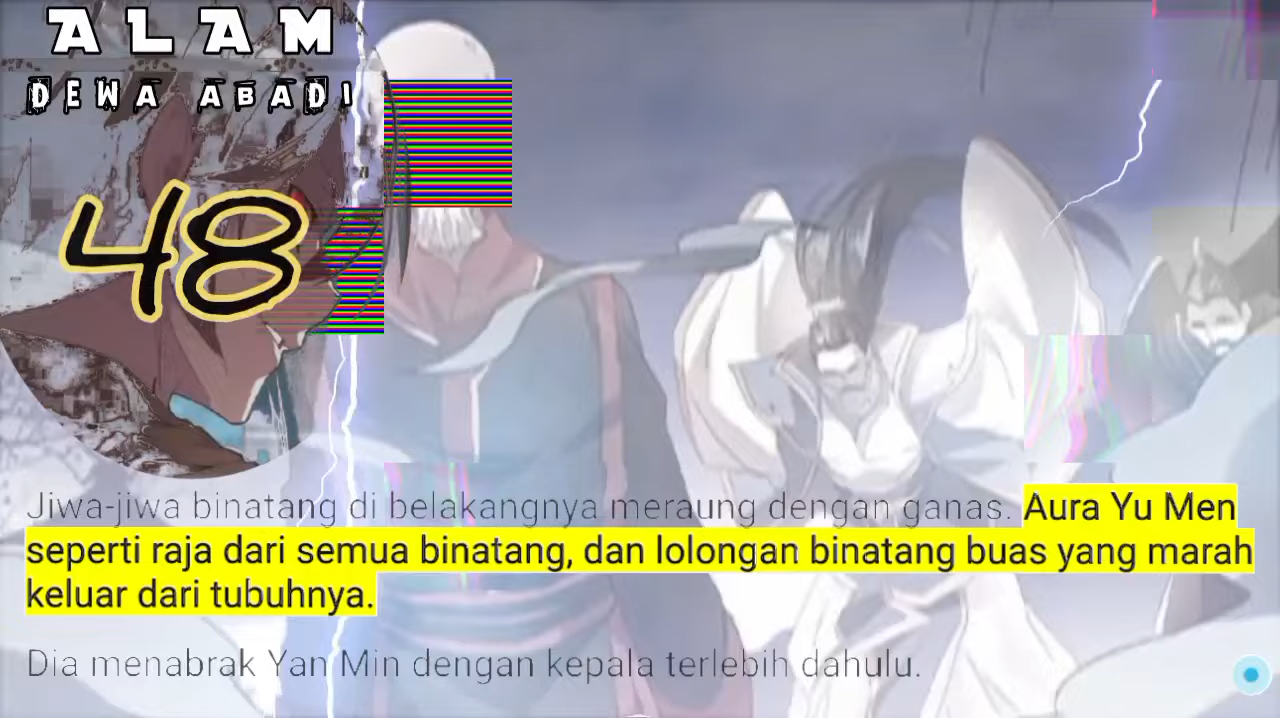 ALAM
DEWA ABADI
48
Jiwa-jiwa binatang di belakangnya meraung dengan ganas. Aura Yu Men
seperti raja dari semua binatang, dan lolongan binatang buas yang marah
keluar dari tubuhnya.
Dia menabrak Yan Min dengan kepala terlebih dahulu.